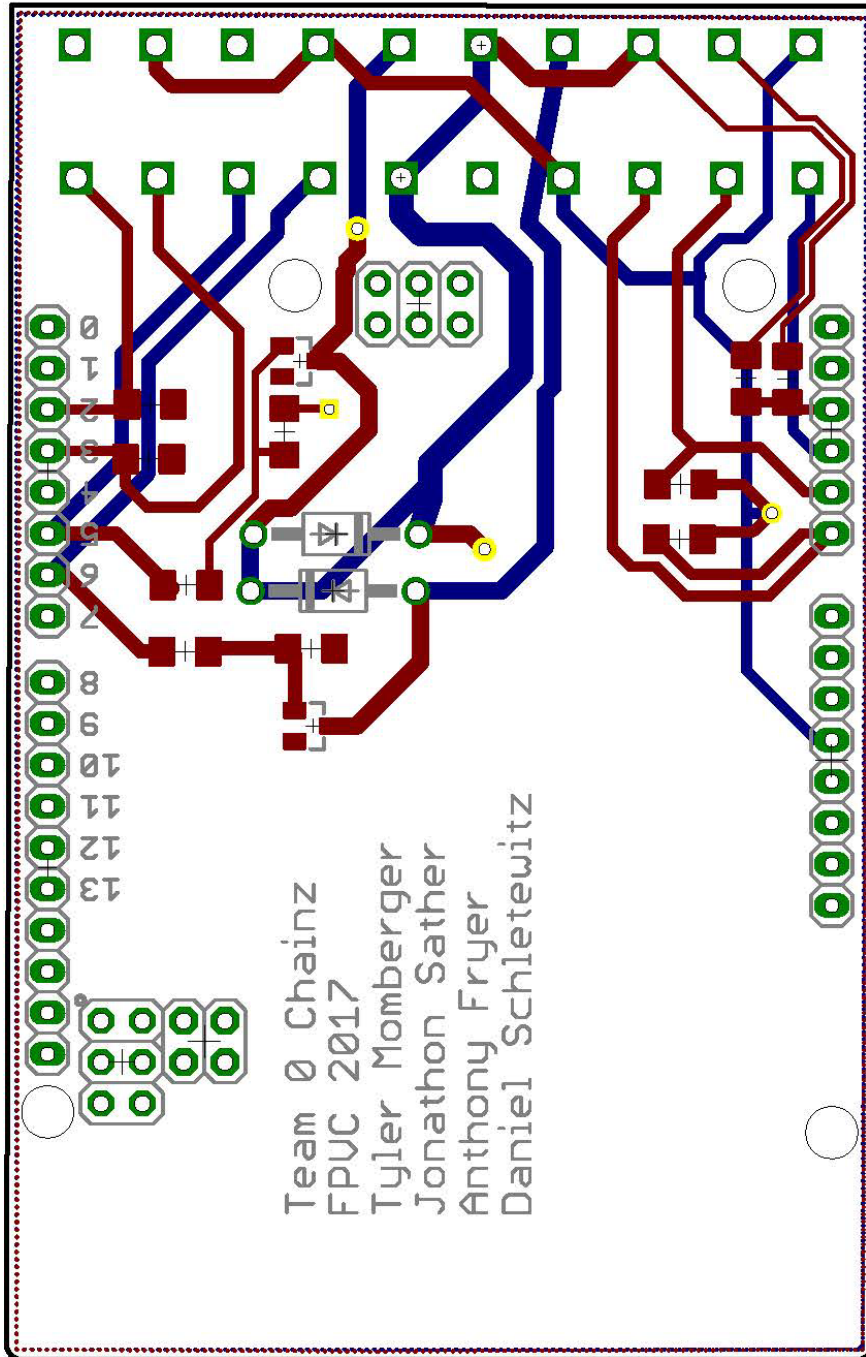 0
1
2
3
4
5
6
7
8
9
10
11
12
13
Team 0 Chainz
FPVC 2017
Tyler Momberger
Jonathon Sather
Anthony Fryer
Daniel Schletewitz